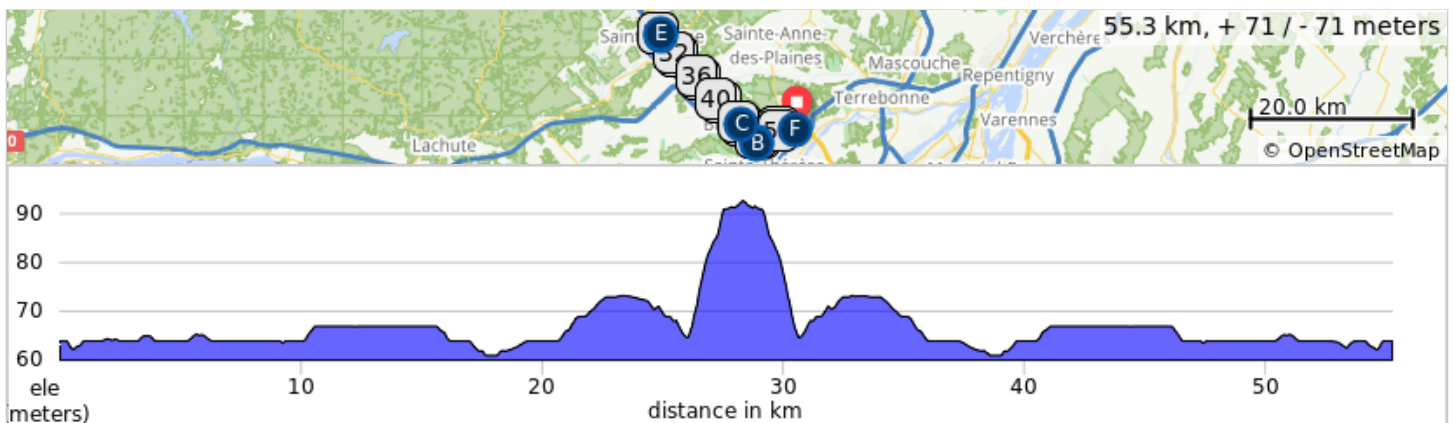 55.3 km, + 71 / - 71 meters
E
Sainte-Anne-
des-Plaines
Verchères
Mascouche
Repentigny
36
40
Terrebonne
20.0 km
Varennes
C
B
F
Lachute
© OpenStreetMap
90
80
70
60
ele
meters)
10
20
30
40
50
distance in km